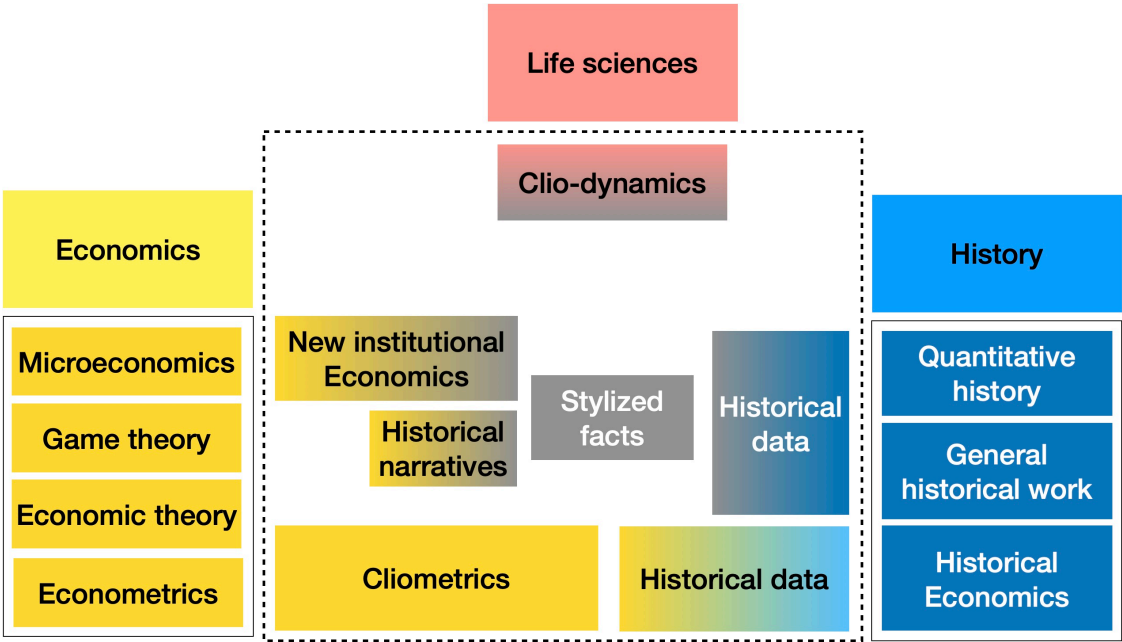 Life sciences
Clio-dynamics
Economics
Microeconomics
Game theory
Economic theory
Econometrics
New institutional
Economics
Historical
narratives
Stylized
facts
Historical
data
Cliometrics
Historical data
History
Quantitative
history
General
historical work
Historical
Economics